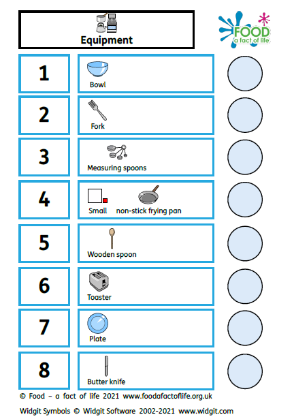 Equipment
FOOD
a fact of life
1
Bowl
2
Fork
3
Measuring spoons
4
Small non-stick frying pan
5
Wooden spoon
6
Toaster
7
Plate
8
Butter knife
© Food – a fact of life 2021 www.foodafactoflife.org.uk
Widgit Symbols © Widgit Software 2002-2021 www.widgit.com